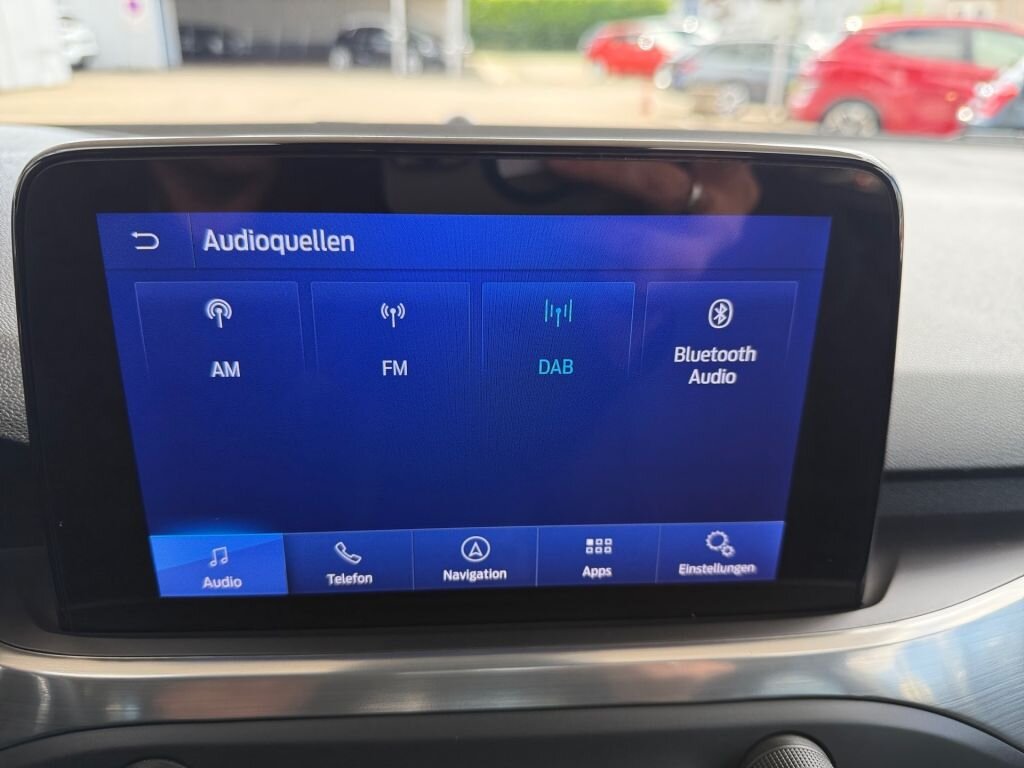 Audioquellen
AM
FM
DAB
Bluetooth
Audio
Audio
Telefon
Navigation
Apps
Einstellungen